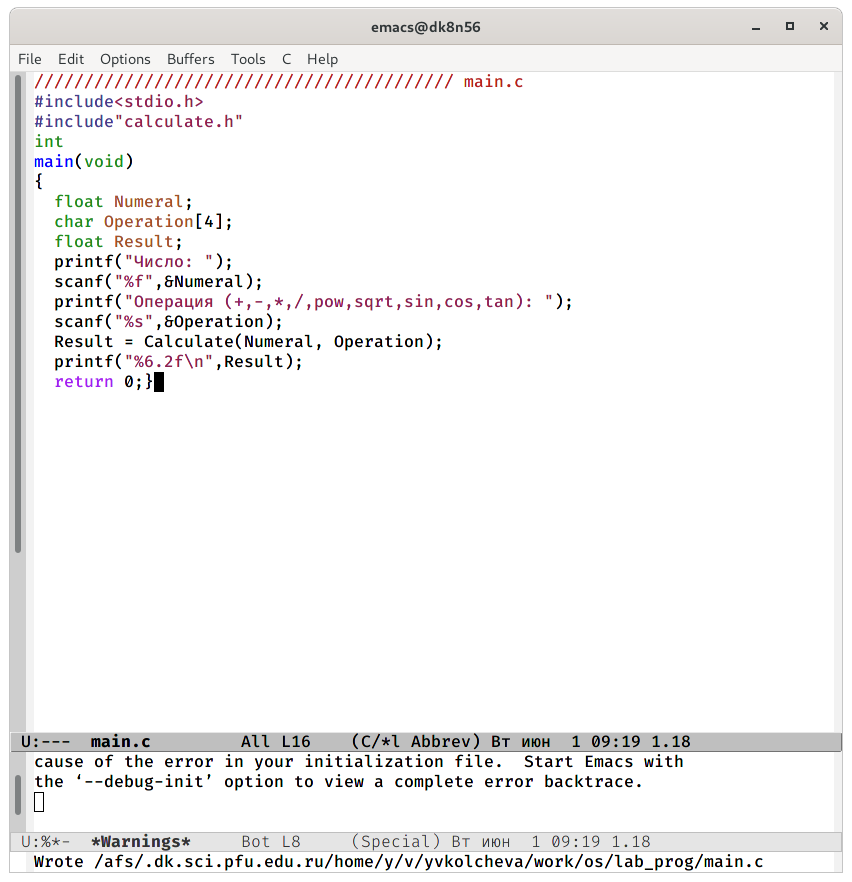 emacs@dk8n56
File Edit Options Buffers Tools C Help
////////////////////////////////////////// main.c
#include<stdio.h>
#include"calculate.h"
int
main(void)
{
  float Numeral;
  char Operation[4];
  float Result;
  printf("Число: ");
  scanf("%f",&Numeral);
  printf("Операция (+,-,*,/,pow,sqrt,sin,cos,tan): ");
  scanf("%s",&Operation);
  Result = Calculate(Numeral, Operation);
  printf("%6.2f\n",Result);
  return 0;}
U:---  main.c         All L16    (C/*l Abbrev) Вт июн  1 09:19 1.18
cause of the error in your initialization file.  Start Emacs with
the ‘--debug-init’ option to view a complete error backtrace.
U:%*-  *Warnings*     Bot L8     (Special) Вт июн  1 09:19 1.18
Wrote /afs/.dk.sci.pfu.edu.ru/home/y/v/yvkolcheva/work/os/lab_prog/main.c